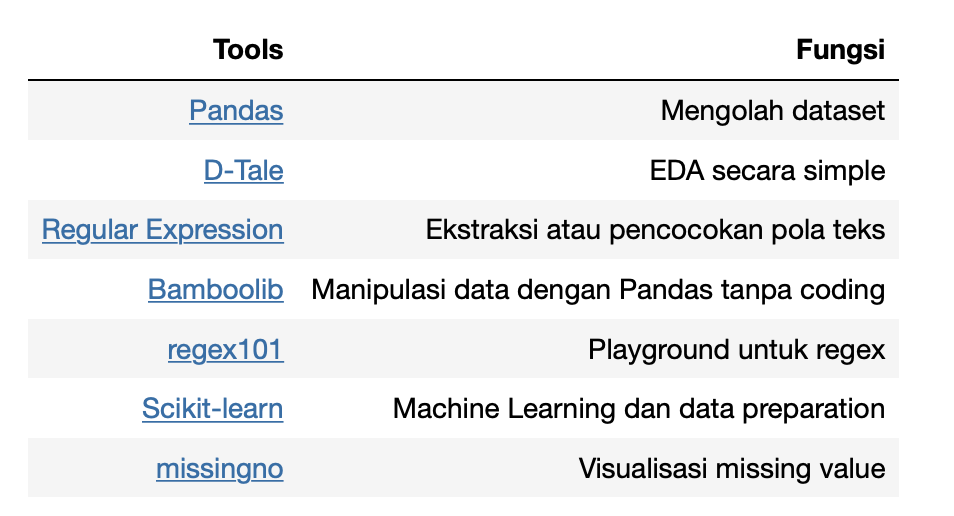 Tools Fungsi
Pandas Mengolah dataset
D-Tale EDA secara simple
Regular Expression Ekstraksi atau pencocokan pola teks
Bamboolib Manipulasi data dengan Pandas tanpa coding
regex101 Playground untuk regex
Scikit-learn Machine Learning dan data preparation
missingno Visualisasi missing value